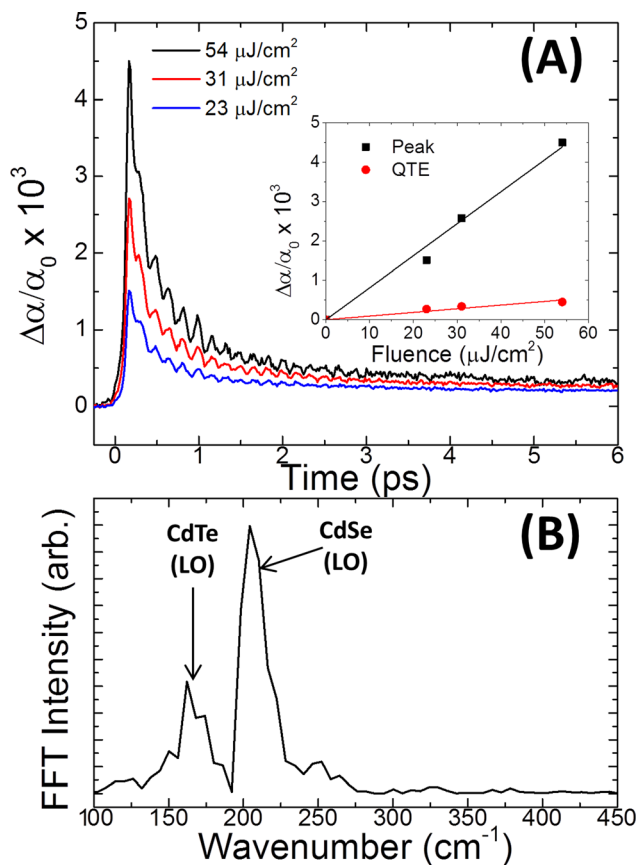 (A)
54 μJ/cm²
31 μJ/cm²
23 μJ/cm²
Δα/α₀ x 10³
5
4
3
2
1
0
0 1 2 3 4 5 6
Time (ps)
Peak
QTE
Δα/α₀ x 10³
5
4
3
2
1
0
0 10 20 30 40 50 60
Fluence (μJ/cm²)
(B)
CdTe
(LO)
CdSe
(LO)
FFT Intensity (arb.)
100 150 200 250 300 350 400 450
Wavenumber (cm⁻¹)